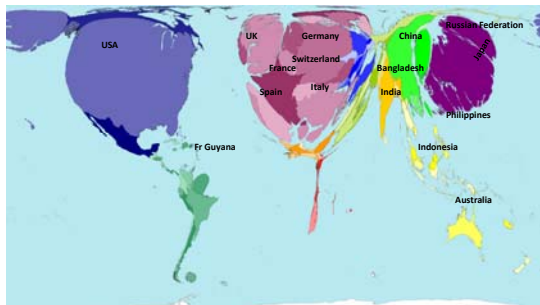 Russian Federation
USA
UK
Germany
China
Japan
Switzerland
France
Bangladesh
Spain
Italy
India
Philippines
Fr Guyana
Indonesia
Australia